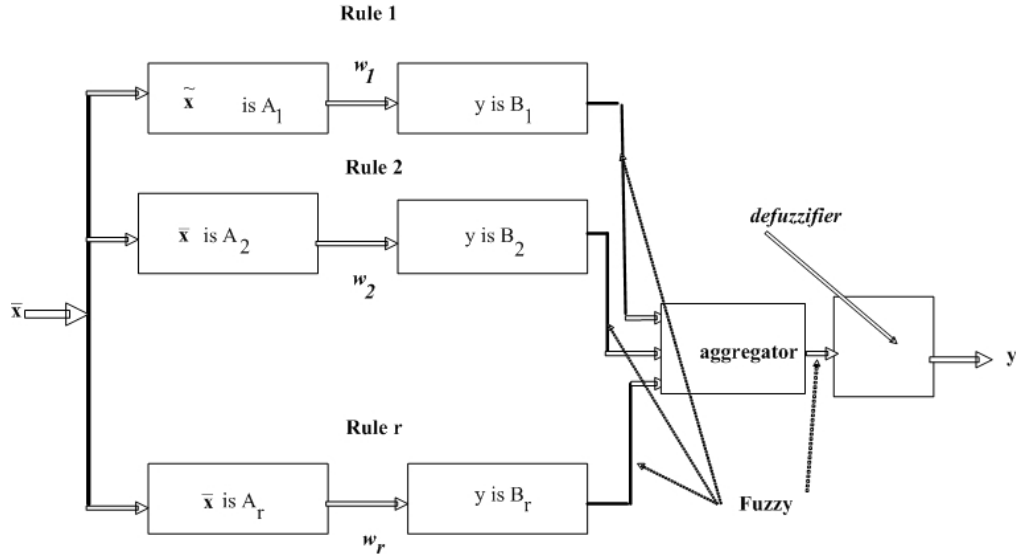 Rule 1
x̃ is A1
w1
y is B1
Rule 2
x̄ is A2
w2
y is B2
defuzzifier
x̄
aggregator
y
Rule r
x̄ is Ar
wr
y is Br
Fuzzy